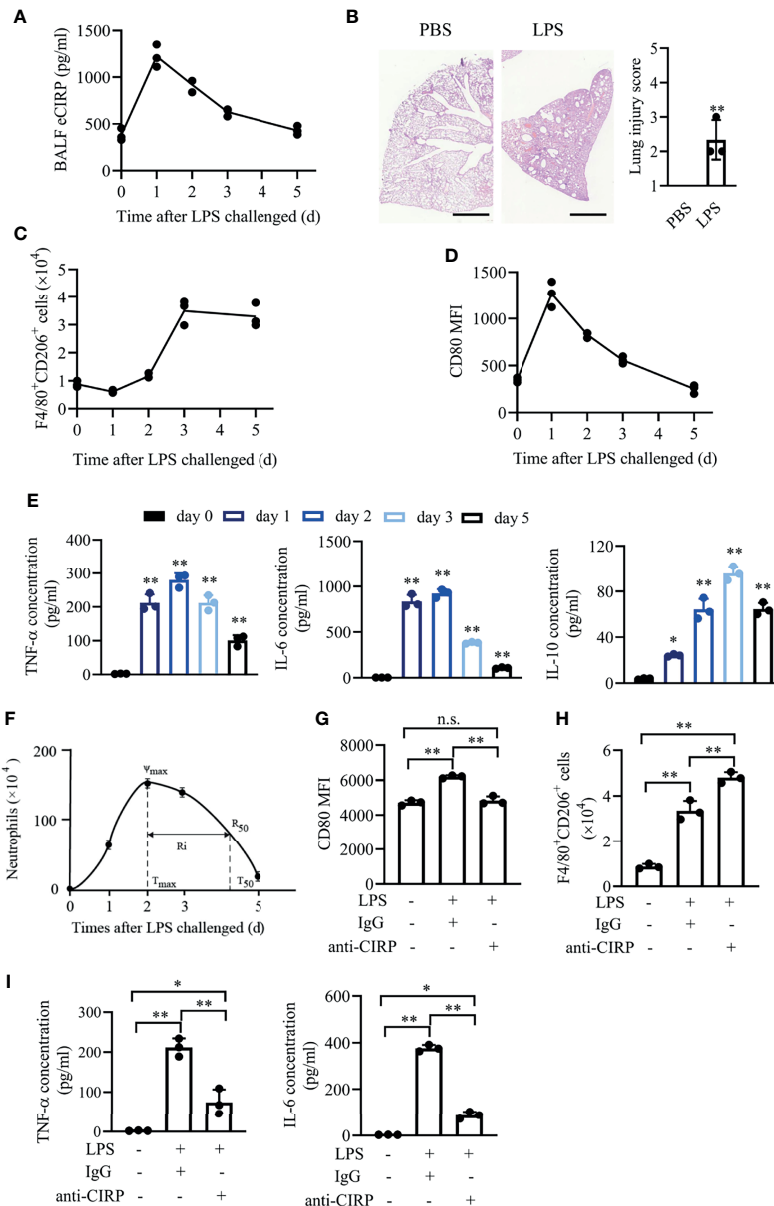 A
BALF eCIRP (pg/ml)
1500
1000
500
0
0 1 2 3 4 5
Time after LPS challenged (d)
B
PBS LPS
Lung injury score
5
4
3
2
1
**
PBS LPS
C
F4/80+CD206+ cells (×10^4)
5
4
3
2
1
0
0 1 2 3 4 5
Time after LPS challenged (d)
D
CD80 MFI
1500
1000
500
0
0 1 2 3 4 5
Time after LPS challenged (d)
E
day 0 day 1 day 2 day 3 day 5
TNF-α concentration
(pg/ml)
400
300
200
100
0
** ** ** **
IL-6 concentration
(pg/ml)
1500
1000
500
0
** ** ** **
IL-10 concentration
(pg/ml)
120
80
40
0
* ** ** **
F
Neutrophils (×10^4)
200
100
0
ψmax
R50
Ri
Tmax T50
0 1 2 3 4 5
Times after LPS challenged (d)
G
CD80 MFI
8000
6000
4000
2000
0
n.s.
** **
LPS - + +
IgG - + -
anti-CIRP - - +
H
F4/80+CD206+ cells
(×10^4)
6
4
2
0
**
** **
LPS - + +
IgG - + -
anti-CIRP - - +
I
TNF-α concentration
(pg/ml)
300
200
100
0
*
** **
LPS - + +
IgG - + -
anti-CIRP - - +
IL-6 concentration
(pg/ml)
600
400
200
0
*
** **
- + +
- + -
- - +